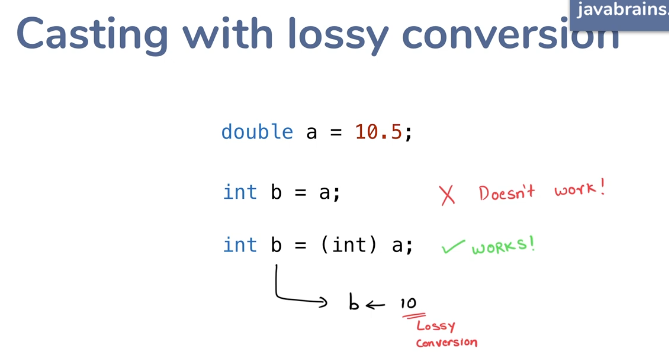 javabrains.
Casting with lossy conversion
double a = 10.5;
int b = a; X Doesn't work!
int b = (int) a; ✓ WORKS!
b ← 10
Lossy
Conversion